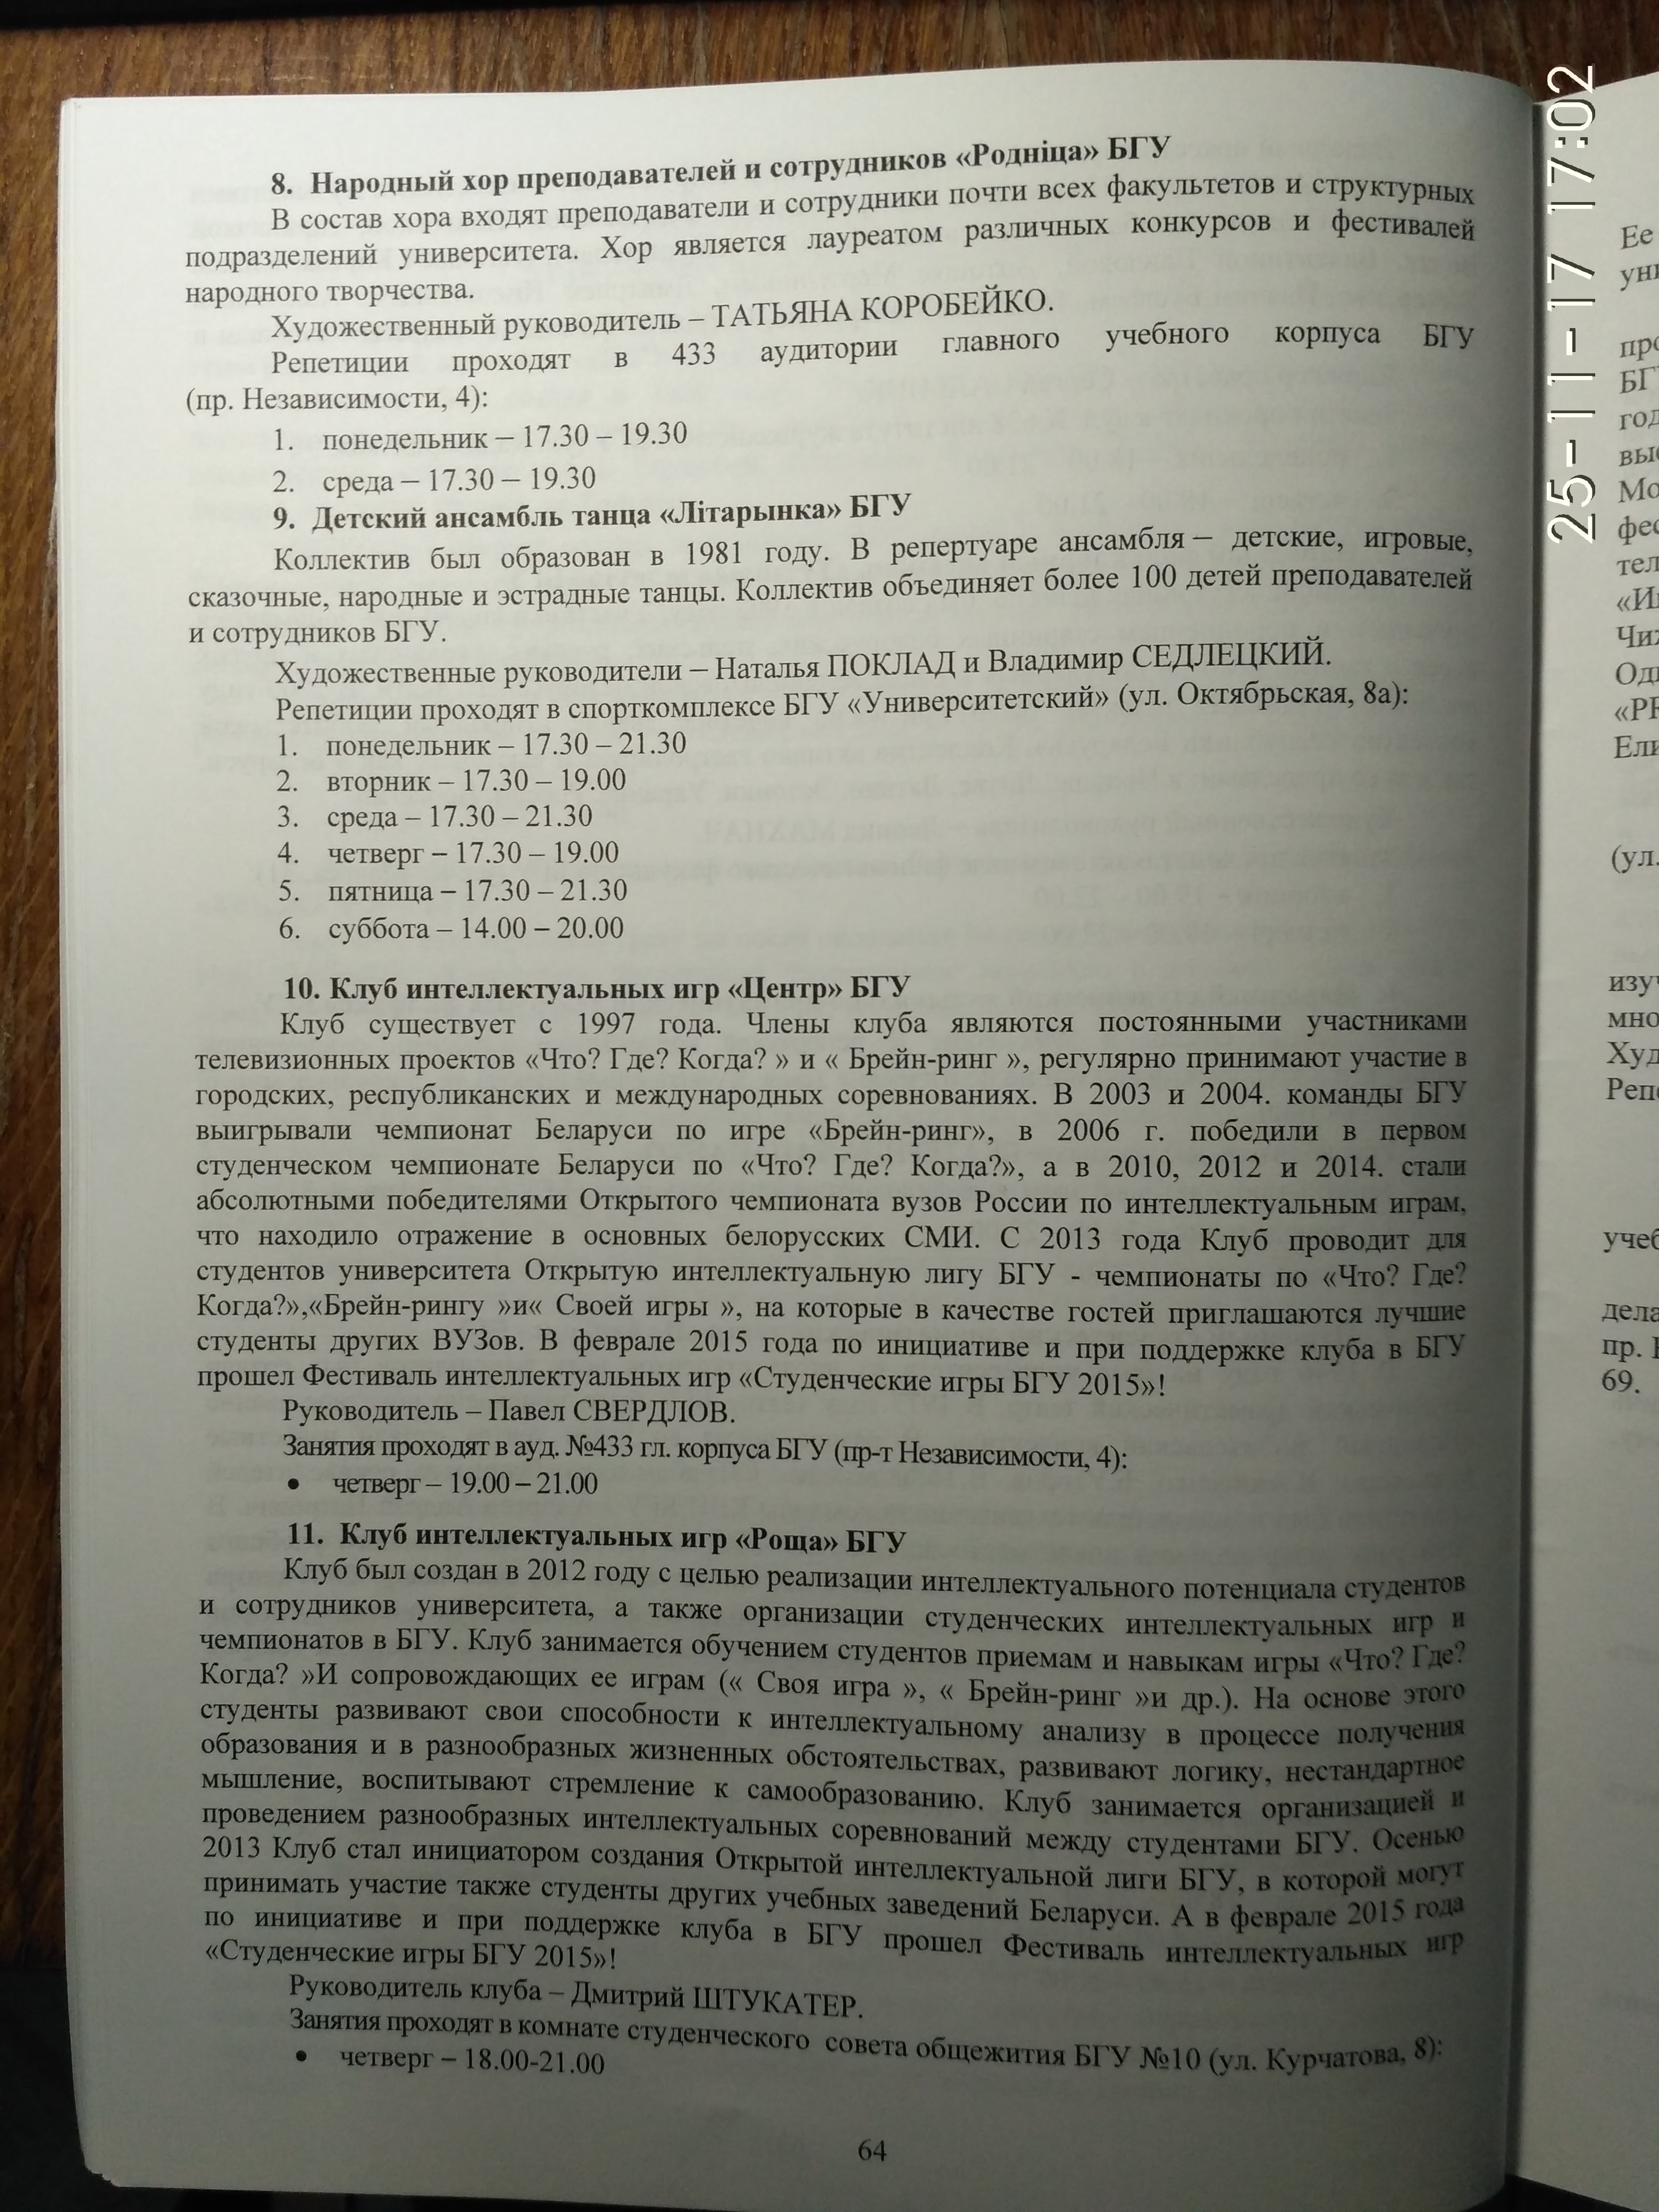 8. Народный хор преподавателей и сотрудников «Родніца» БГУ
В состав хора входят преподаватели и сотрудники почти всех факультетов и структурных
подразделений университета. Хор является лауреатом различных конкурсов и фестивалей
народного творчества.
Художественный руководитель – ТАТЬЯНА КОРОБЕЙКО.
Репетиции проходят в 433 аудитории главного учебного корпуса БГУ
(пр. Независимости, 4):
1. понедельник – 17.30 – 19.30
2. среда – 17.30 – 19.30
9. Детский ансамбль танца «Літарынка» БГУ
Коллектив был образован в 1981 году. В репертуаре ансамбля – детские, игровые,
сказочные, народные и эстрадные танцы. Коллектив объединяет более 100 детей преподавателей
и сотрудников БГУ.
Художественные руководители – Наталья ПОКЛАД и Владимир СЕДЛЕЦКИЙ.
Репетиции проходят в спорткомплексе БГУ «Университетский» (ул. Октябрьская, 8а):
1. понедельник – 17.30 – 21.30
2. вторник – 17.30 – 19.00
3. среда – 17.30 – 21.30
4. четверг – 17.30 – 19.00
5. пятница – 17.30 – 21.30
6. суббота – 14.00 – 20.00
10. Клуб интеллектуальных игр «Центр» БГУ
Клуб существует с 1997 года. Члены клуба являются постоянными участниками
телевизионных проектов «Что? Где? Когда? » и « Брейн-ринг », регулярно принимают участие в
городских, республиканских и международных соревнованиях. В 2003 и 2004. команды БГУ
выигрывали чемпионат Беларуси по игре «Брейн-ринг», в 2006 г. победили в первом
студенческом чемпионате Беларуси по «Что? Где? Когда?», а в 2010, 2012 и 2014. стали
абсолютными победителями Открытого чемпионата вузов России по интеллектуальным играм,
что находило отражение в основных белорусских СМИ. С 2013 года Клуб проводит для
студентов университета Открытую интеллектуальную лигу БГУ - чемпионаты по «Что? Где?
Когда?»,«Брейн-рингу »и« Своей игры », на которые в качестве гостей приглашаются лучшие
студенты других ВУЗов. В феврале 2015 года по инициативе и при поддержке клуба в БГУ
прошел Фестиваль интеллектуальных игр «Студенческие игры БГУ 2015»!
Руководитель – Павел СВЕРДЛОВ.
Занятия проходят в ауд. №433 гл. корпуса БГУ (пр-т Независимости, 4):
• четверг – 19.00 – 21.00
11. Клуб интеллектуальных игр «Роща» БГУ
Клуб был создан в 2012 году с целью реализации интеллектуального потенциала студентов
и сотрудников университета, а также организации студенческих интеллектуальных игр и
чемпионатов в БГУ. Клуб занимается обучением студентов приемам и навыкам игры «Что? Где?
Когда? »И сопровождающих ее играм (« Своя игра », « Брейн-ринг »и др.). На основе этого
студенты развивают свои способности к интеллектуальному анализу в процессе получения
образования и в разнообразных жизненных обстоятельствах, развивают логику, нестандартное
мышление, воспитывают стремление к самообразованию. Клуб занимается организацией и
проведением разнообразных интеллектуальных соревнований между студентами БГУ. Осенью
2013 Клуб стал инициатором создания Открытой интеллектуальной лиги БГУ, в которой могут
принимать участие также студенты других учебных заведений Беларуси. А в феврале 2015 года
по инициативе и при поддержке клуба в БГУ прошел Фестиваль интеллектуальных игр
«Студенческие игры БГУ 2015»!
Руководитель клуба – Дмитрий ШТУКАТЕР.
Занятия проходят в комнате студенческого совета общежития БГУ №10 (ул. Курчатова, 8):
• четверг – 18.00-21.00
64
25-11-17 17:02
Ее
(ул.
пр.
69.